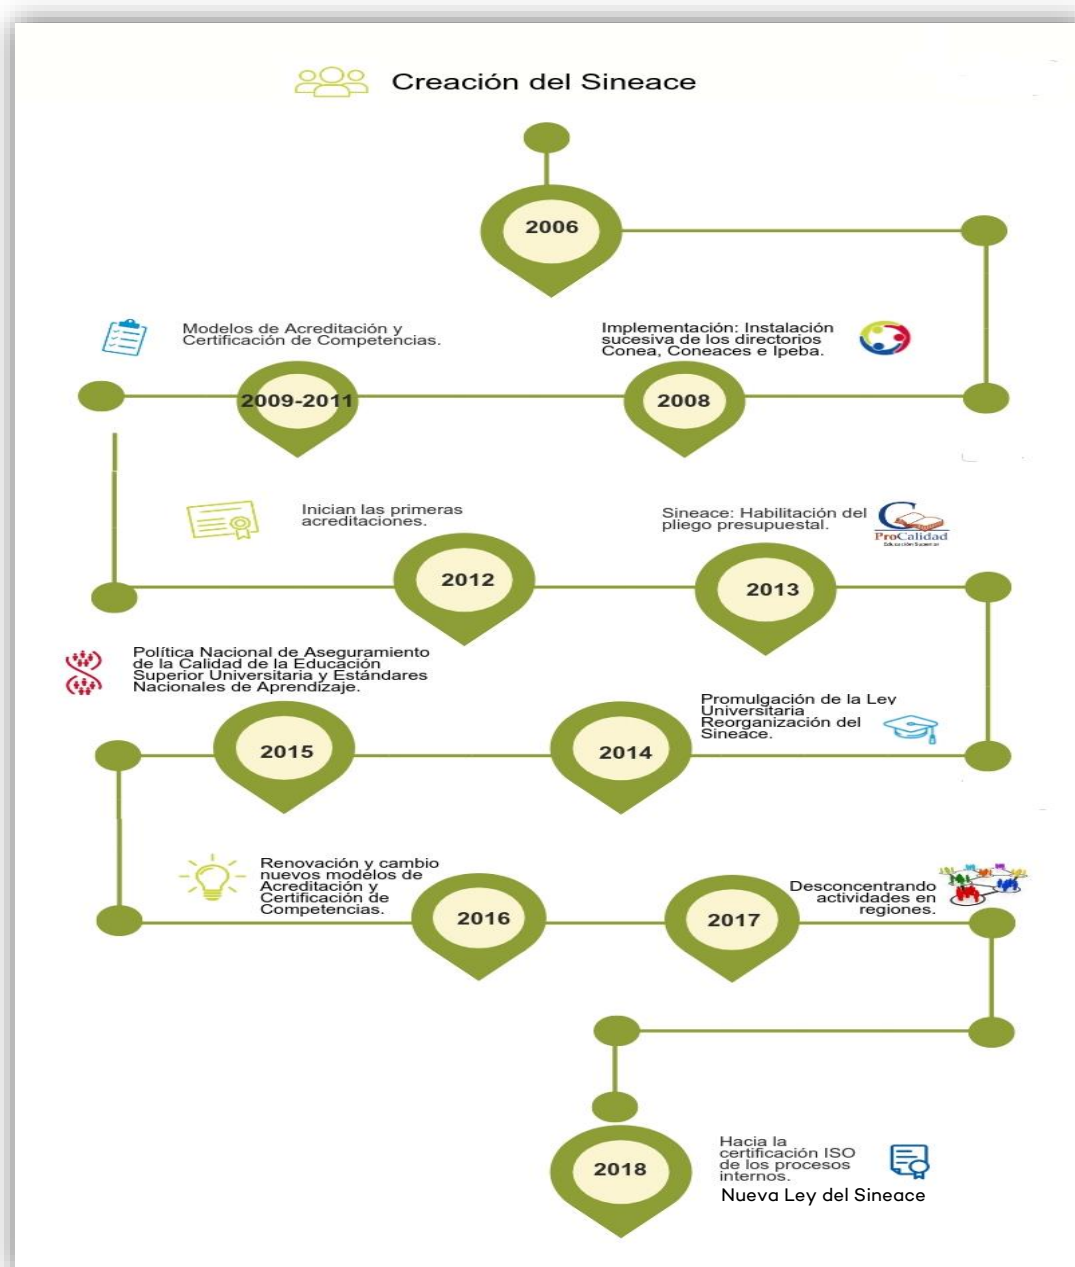 Creación del Sineace
2006
Implementación: Instalación
sucesiva de los directorios
Conea, Coneaces e Ipeba.
2008
Modelos de Acreditación y
Certificación de Competencias.
2009-2011
Inician las primeras
acreditaciones.
2012
Sineace: Habilitación del
pliego presupuestal.
ProCalidad
Educación Superior
2013
Promulgación de la Ley
Universitaria
Reorganización del
Sineace.
2014
Política Nacional de Aseguramiento
de la Calidad de la Educación
Superior Universitaria y Estándares
Nacionales de Aprendizaje.
2015
Renovación y cambio
nuevos modelos de
Acreditación y
Certificación de
Competencias.
2016
Desconcentrando
actividades en
regiones.
2017
2018
Hacia la
certificación ISO
de los procesos
internos.
Nueva Ley del Sineace